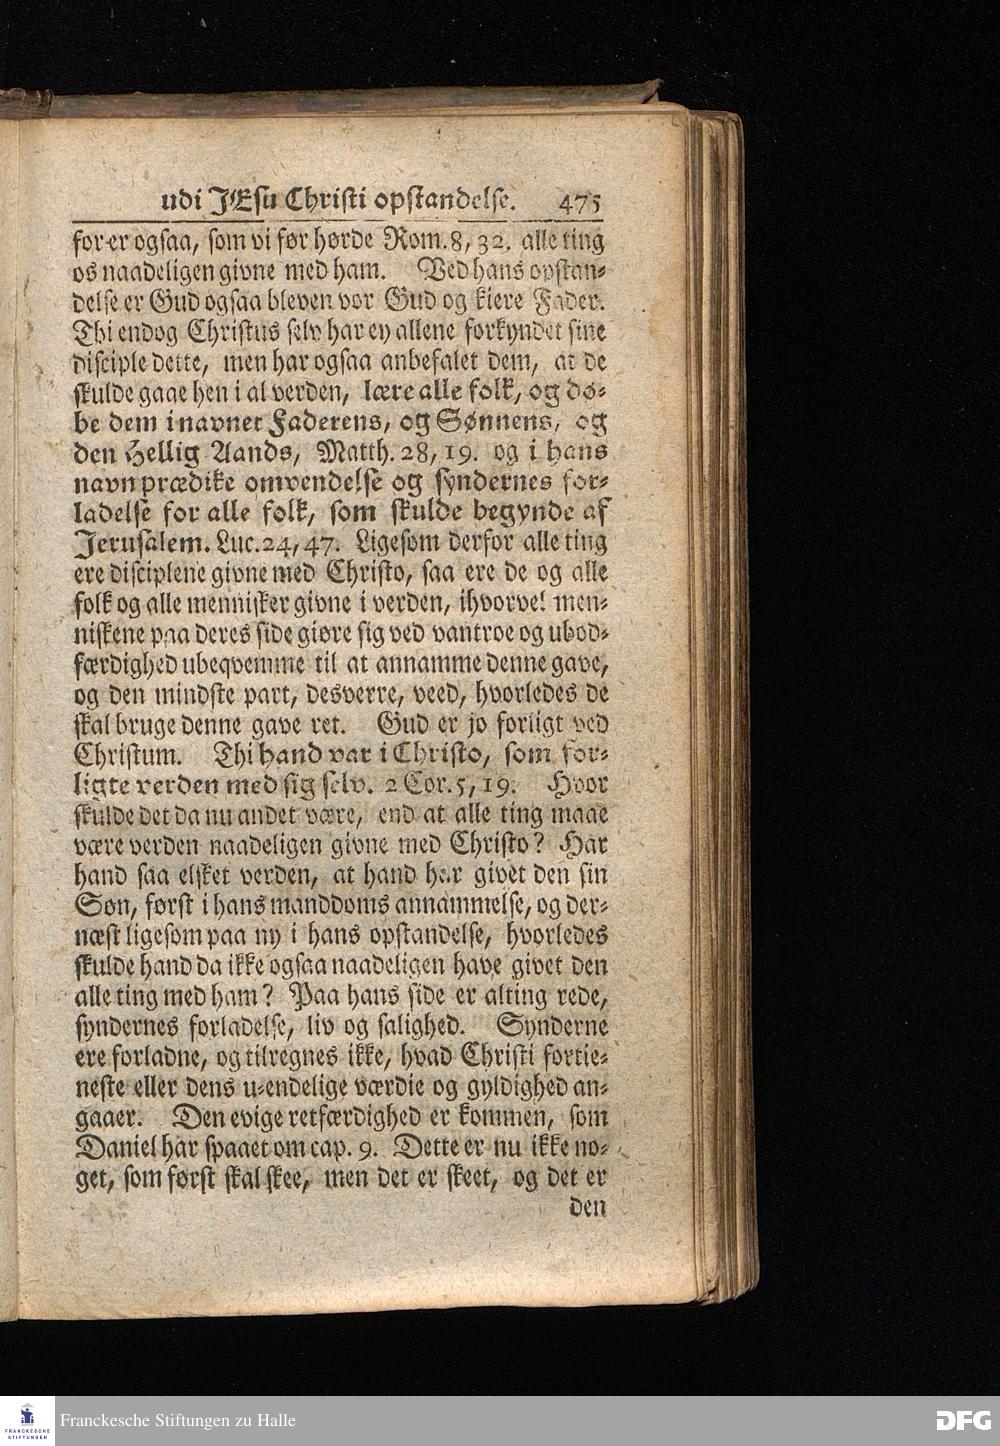 udi JEsu Christi opstandelse. 475
for er ogsaa, som vi før hørde Rom. 8, 32. alle ting
os naadeligen givne med ham. Ved hans opstan-
delse er Gud ogsaa bleven vor Gud og kiere Fader.
Thi endog Christus selv har ey allene forkyndet sine
disciple dette, men har ogsaa anbefalet dem, at de
skulde gaae hen i al verden, lære alle folk, og dø-
be dem i navnet Faderens, og Sønnens, og
den Hellig Aands, Matth. 28, 19. og i hans
navn prædike omvendelse og syndernes for-
ladelse for alle folk, som skulde begynde af
Jerusalem. Luc. 24, 47. Ligesom derfor alle ting
ere disciplene givne med Christo, saa ere de og alle
folk og alle mennisker givne i verden, ihvorvel men-
niskene paa deres side giøre sig ved vantroe og ubod-
færdighed ubeqvemme til at annamme denne gave,
og den mindste part, desverre, veed, hvorledes de
skal bruge denne gave ret. Gud er jo forligt ved
Christum. Thi hand var i Christo, som for-
ligte verden med sig selv. 2 Cor. 5, 19. Hvor
skulde det da nu andet være, end at alle ting maae
være verden naadeligen givne med Christo? Har
hand saa elsket verden, at hand har givet den sin
Søn, først i hans manddoms annammelse, og der-
næst ligesom paa ny i hans opstandelse, hvorledes
skulde hand da ikke ogsaa naadeligen have givet den
alle ting med ham? Paa hans side er alting rede,
syndernes forladelse, liv og salighed. Synderne
ere forladne, og tilregnes ikke, hvad Christi fortie-
neste eller dens u-endelige værdie og gyldighed an-
gaaer. Den evige retfærdighed er kommen, som
Daniel har spaaet om cap. 9. Dette er nu ikke no-
get, som først skal skee, men det er skeet, og det er
den
FRANCKESCHE
STIFTUNGEN
Franckesche Stiftungen zu Halle
DFG